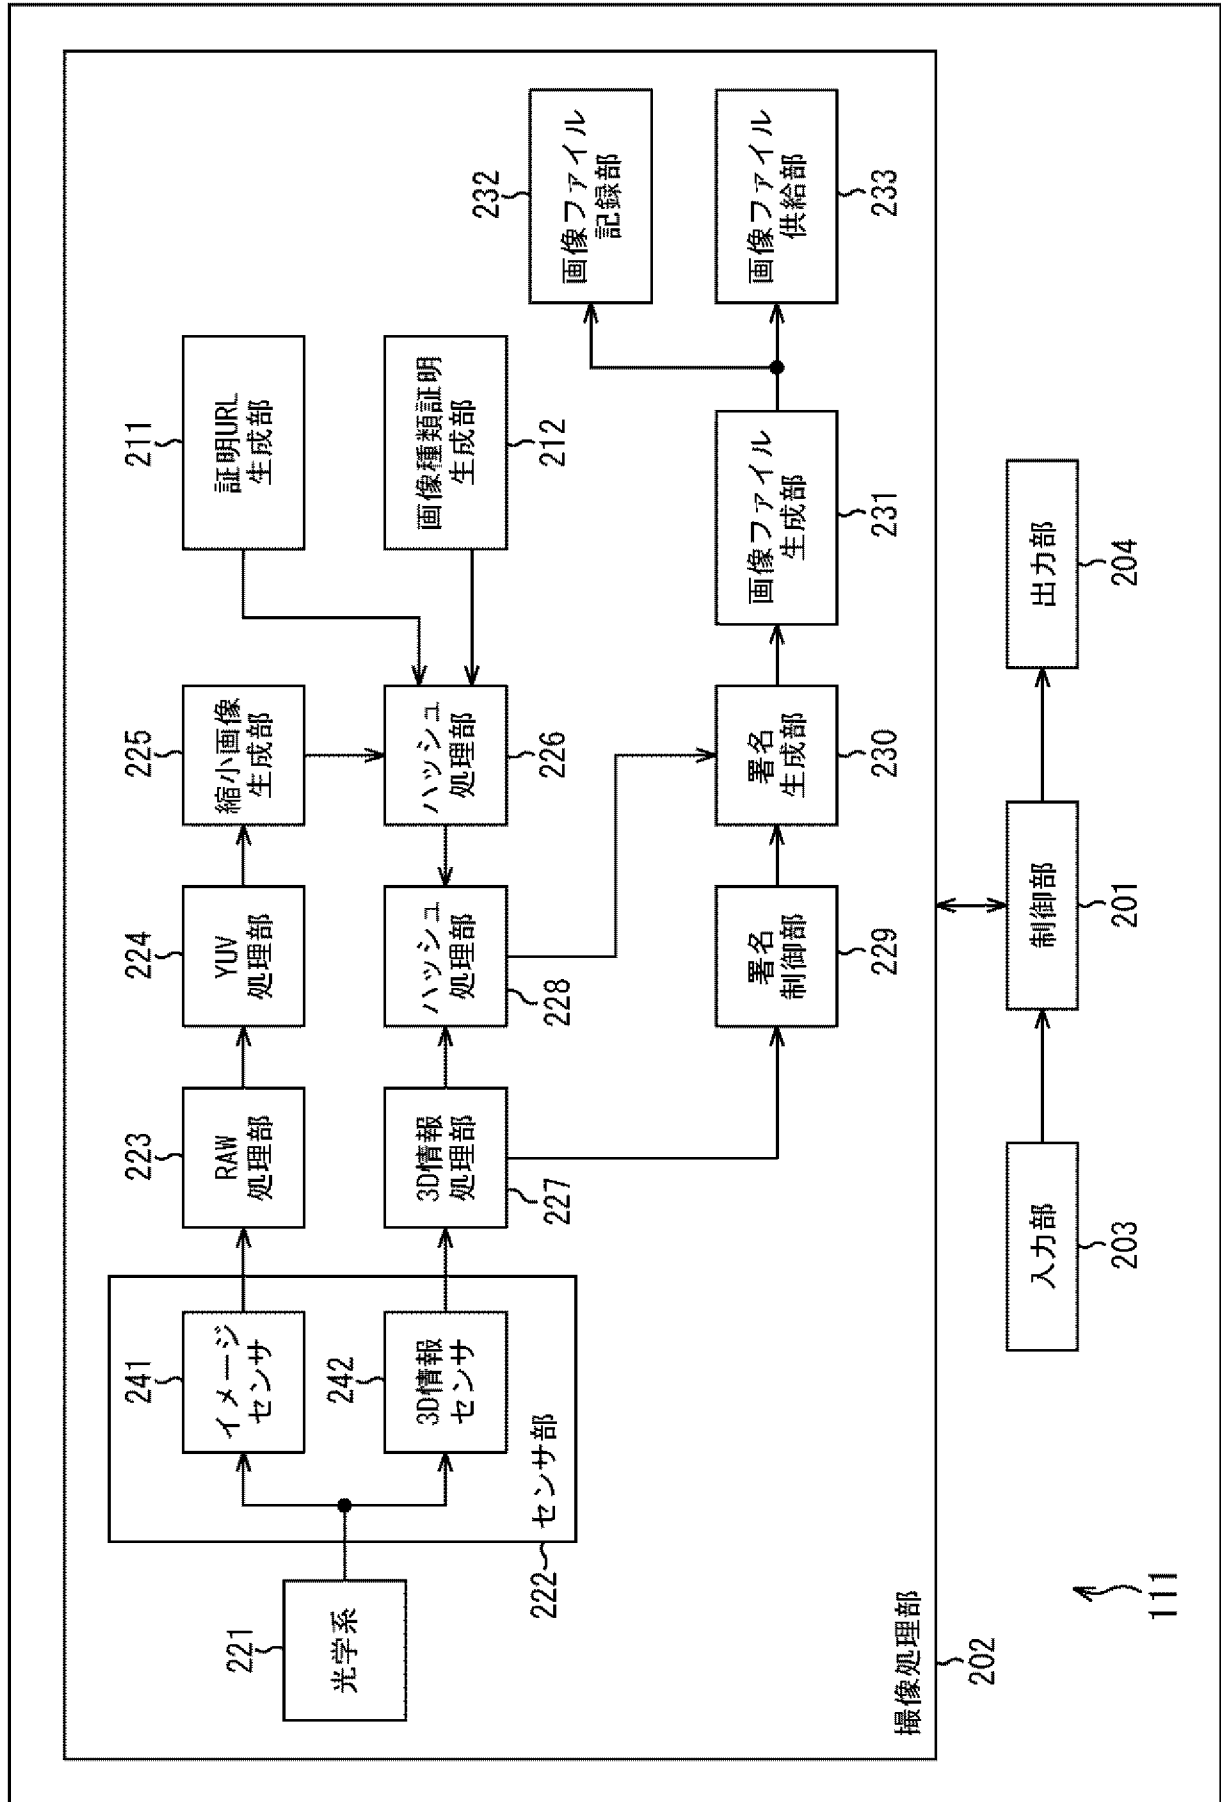 221
光学系
222
センサ部
241
イメージ
センサ
242
3D情報
センサ
223
RAW
処理部
224
YUV
処理部
225
縮小画像
生成部
211
証明URL
生成部
227
3D情報
処理部
228
ハッシュ
処理部
226
ハッシュ
処理部
212
画像種類証明
生成部
229
署名
制御部
230
署名
生成部
231
画像ファイル
生成部
232
画像ファイル
記録部
233
画像ファイル
供給部
撮像処理部
202
入力部
203
制御部
201
出力部
204
111